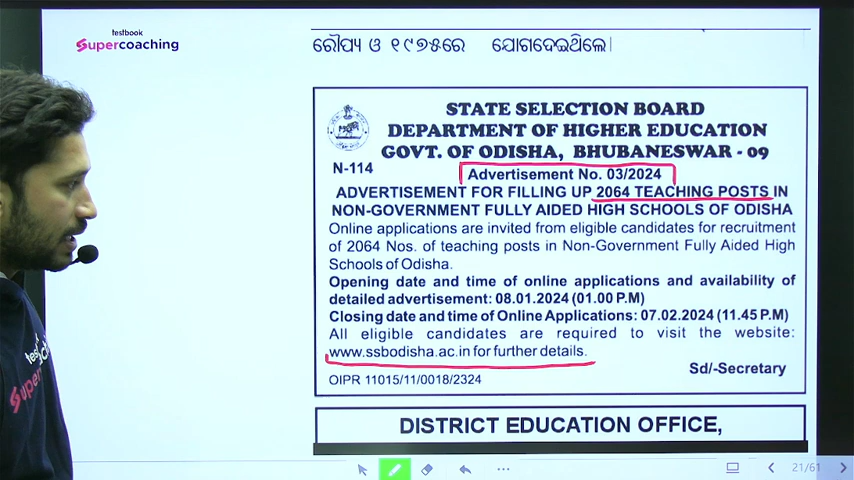 testbook
Supercoaching
ରୌପ୍ୟ ଓ ୧୯୭୫ରେ ଯୋଗଦେଇଥିଲେ।
STATE SELECTION BOARD
DEPARTMENT OF HIGHER EDUCATION
GOVT. OF ODISHA, BHUBANESWAR - 09
N-114
Advertisement No. 03/2024
ADVERTISEMENT FOR FILLING UP 2064 TEACHING POSTS IN
NON-GOVERNMENT FULLY AIDED HIGH SCHOOLS OF ODISHA
Online applications are invited from eligible candidates for recruitment
of 2064 Nos. of teaching posts in Non-Government Fully Aided High
Schools of Odisha.
Opening date and time of online applications and availability of
detailed advertisement: 08.01.2024 (01.00 P.M)
Closing date and time of Online Applications: 07.02.2024 (11.45 P.M)
All eligible candidates are required to visit the website:
www.ssbodisha.ac.in for further details.
Sd/-Secretary
OIPR 11015/11/0018/2324
DISTRICT EDUCATION OFFICE,
21/61